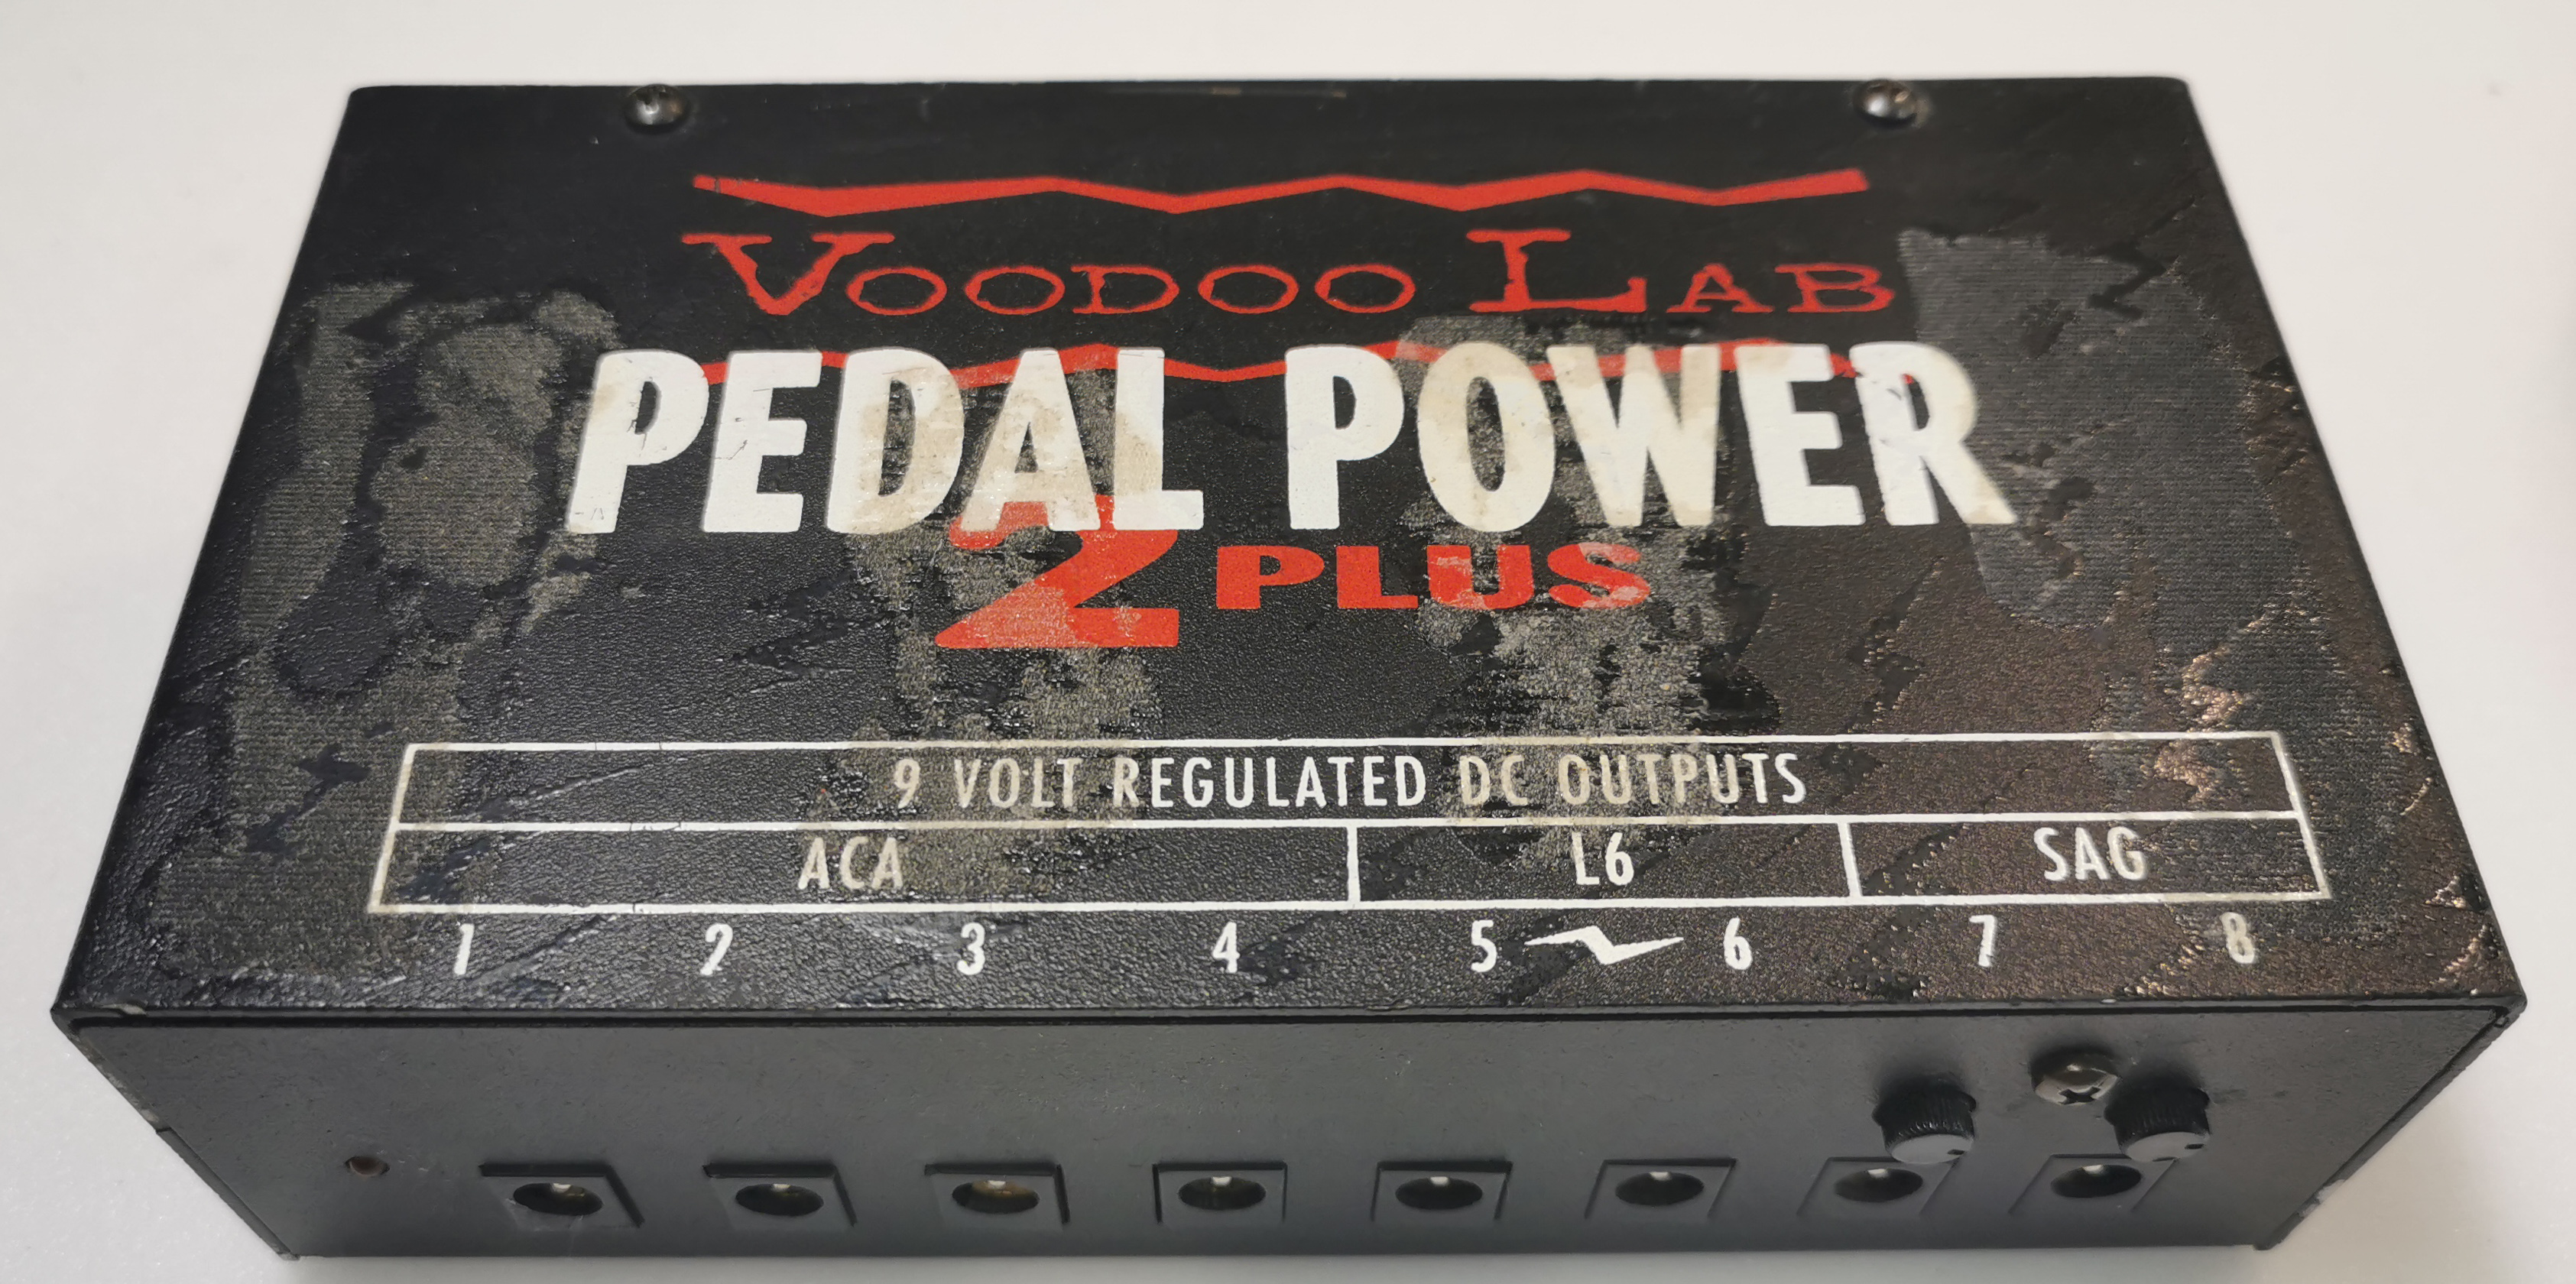 VOODOO LAB
PEDAL POWER
2 PLUS
9 VOLT REGULATED DC OUTPUTS
ACA L6 SAG
1 2 3 4 5 6 7 8